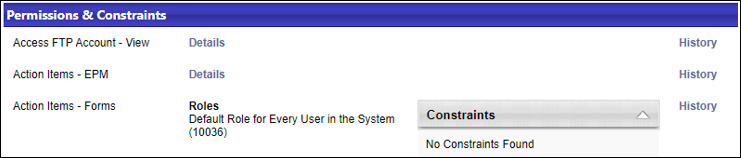 Permissions & Constraints
Access FTP Account - View Details History
Action Items - EPM Details History
Action Items - Forms Roles Constraints History
Default Role for Every User in the System
(10036) No Constraints Found